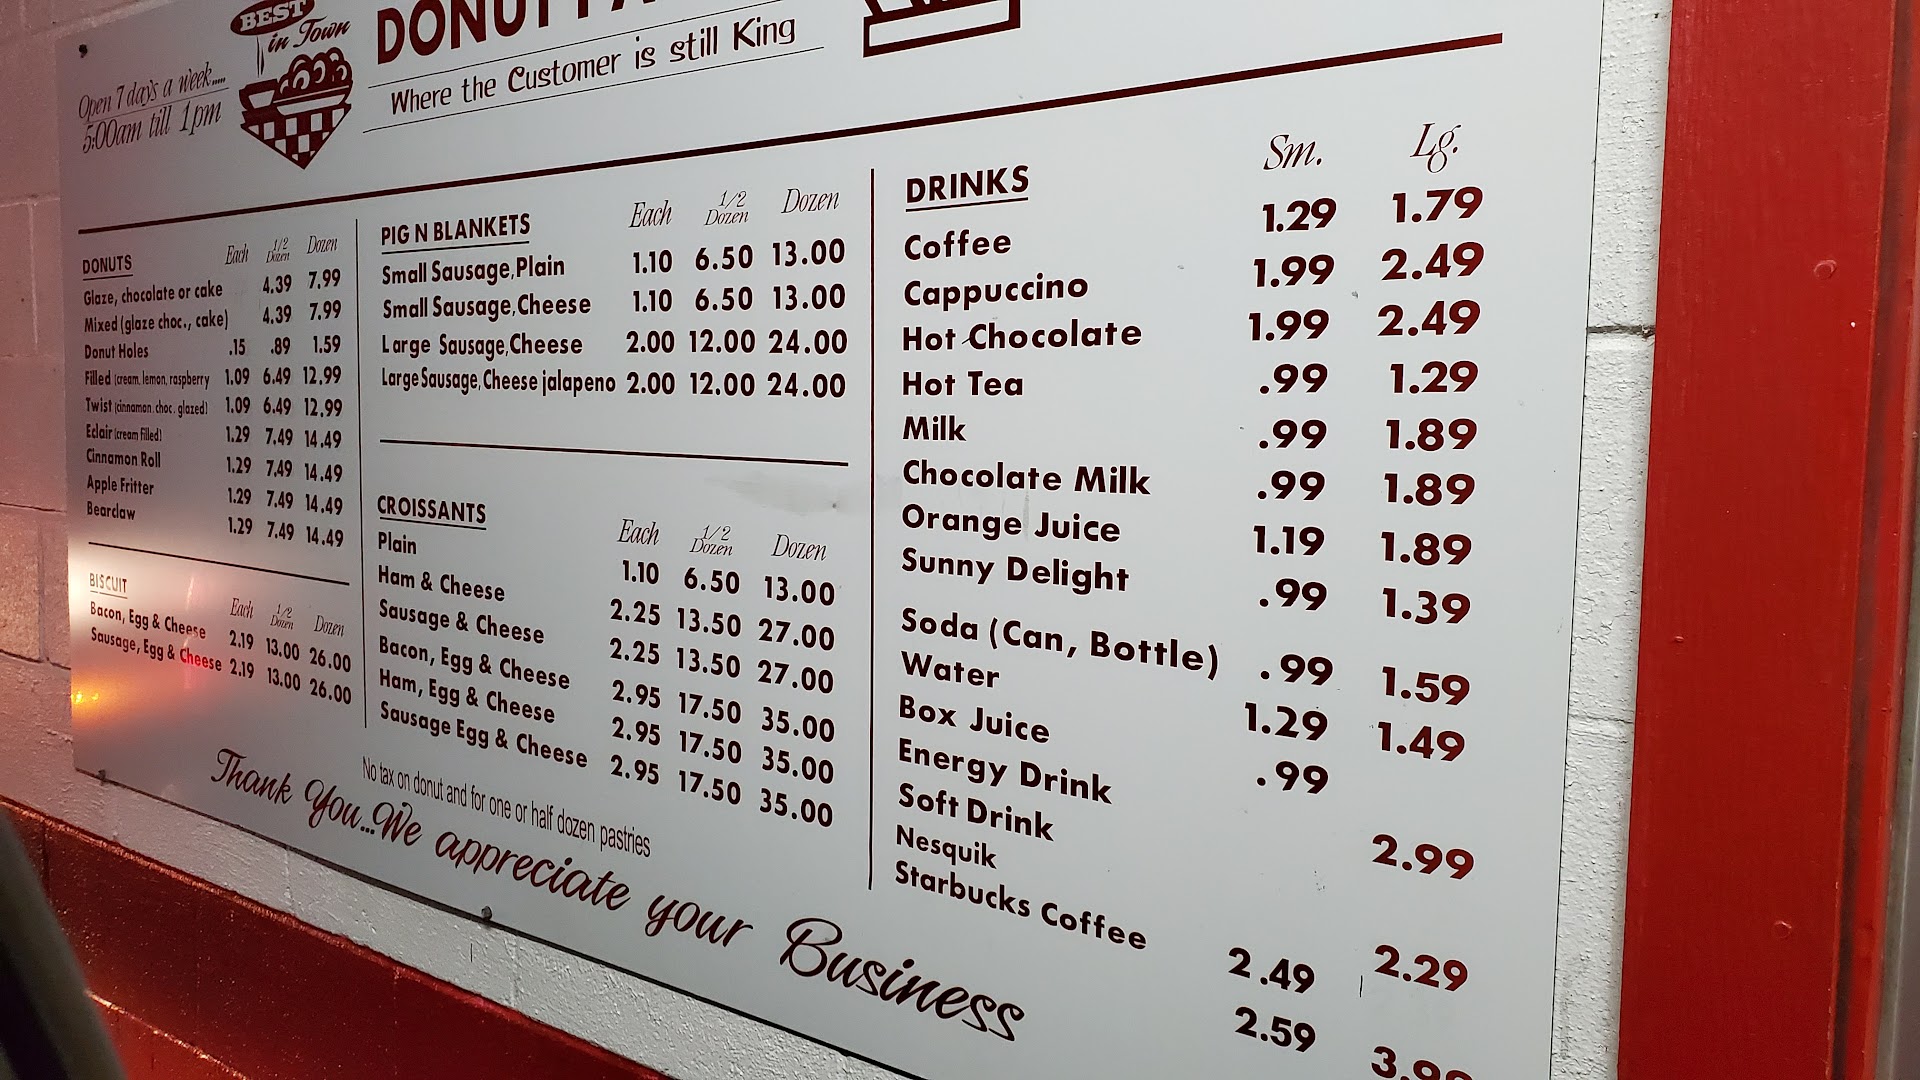 BEST
in Town
Open 7 days a week.....
5:00am till 1pm
DONUT
Where the Customer is still King
DONUTS Each 1/2 Dozen Dozen
Glaze, chocolate or cake 4.39 7.99
Mixed (glaze choc., cake) 4.39 7.99
Donut Holes .15 .89 1.59
Filled (cream, lemon, raspberry 1.09 6.49 12.99
Twist (cinnamon, choc, glazed) 1.09 6.49 12.99
Eclair (cream filled) 1.29 7.49 14.49
Cinnamon Roll 1.29 7.49 14.49
Apple Fritter 1.29 7.49 14.49
Bearclaw 1.29 7.49 14.49
BISCUIT Each 1/2 Dozen Dozen
Bacon, Egg & Cheese 2.19 13.00 26.00
Sausage, Egg & Cheese 2.19 13.00 26.00
PIG N BLANKETS Each 1/2 Dozen Dozen
Small Sausage, Plain 1.10 6.50 13.00
Small Sausage, Cheese 1.10 6.50 13.00
Large Sausage, Cheese 2.00 12.00 24.00
Large Sausage, Cheese jalapeno 2.00 12.00 24.00
CROISSANTS Each 1/2 Dozen Dozen
Plain 1.10 6.50 13.00
Ham & Cheese 2.25 13.50 27.00
Sausage & Cheese 2.25 13.50 27.00
Bacon, Egg & Cheese 2.95 17.50 35.00
Ham, Egg & Cheese 2.95 17.50 35.00
Sausage Egg & Cheese 2.95 17.50 35.00
DRINKS Sm. Lg.
Coffee 1.29 1.79
Cappuccino 1.99 2.49
Hot Chocolate 1.99 2.49
Hot Tea .99 1.29
Milk .99 1.89
Chocolate Milk .99 1.89
Orange Juice 1.19 1.89
Sunny Delight .99 1.39
Soda (Can, Bottle) .99 1.59
Water 1.29 1.49
Box Juice .99
Energy Drink 2.99
Soft Drink 2.29
Nesquik 2.49
Starbucks Coffee 2.59 3.99
No tax on donut and for one or half dozen pastries
Thank You...We appreciate your Business